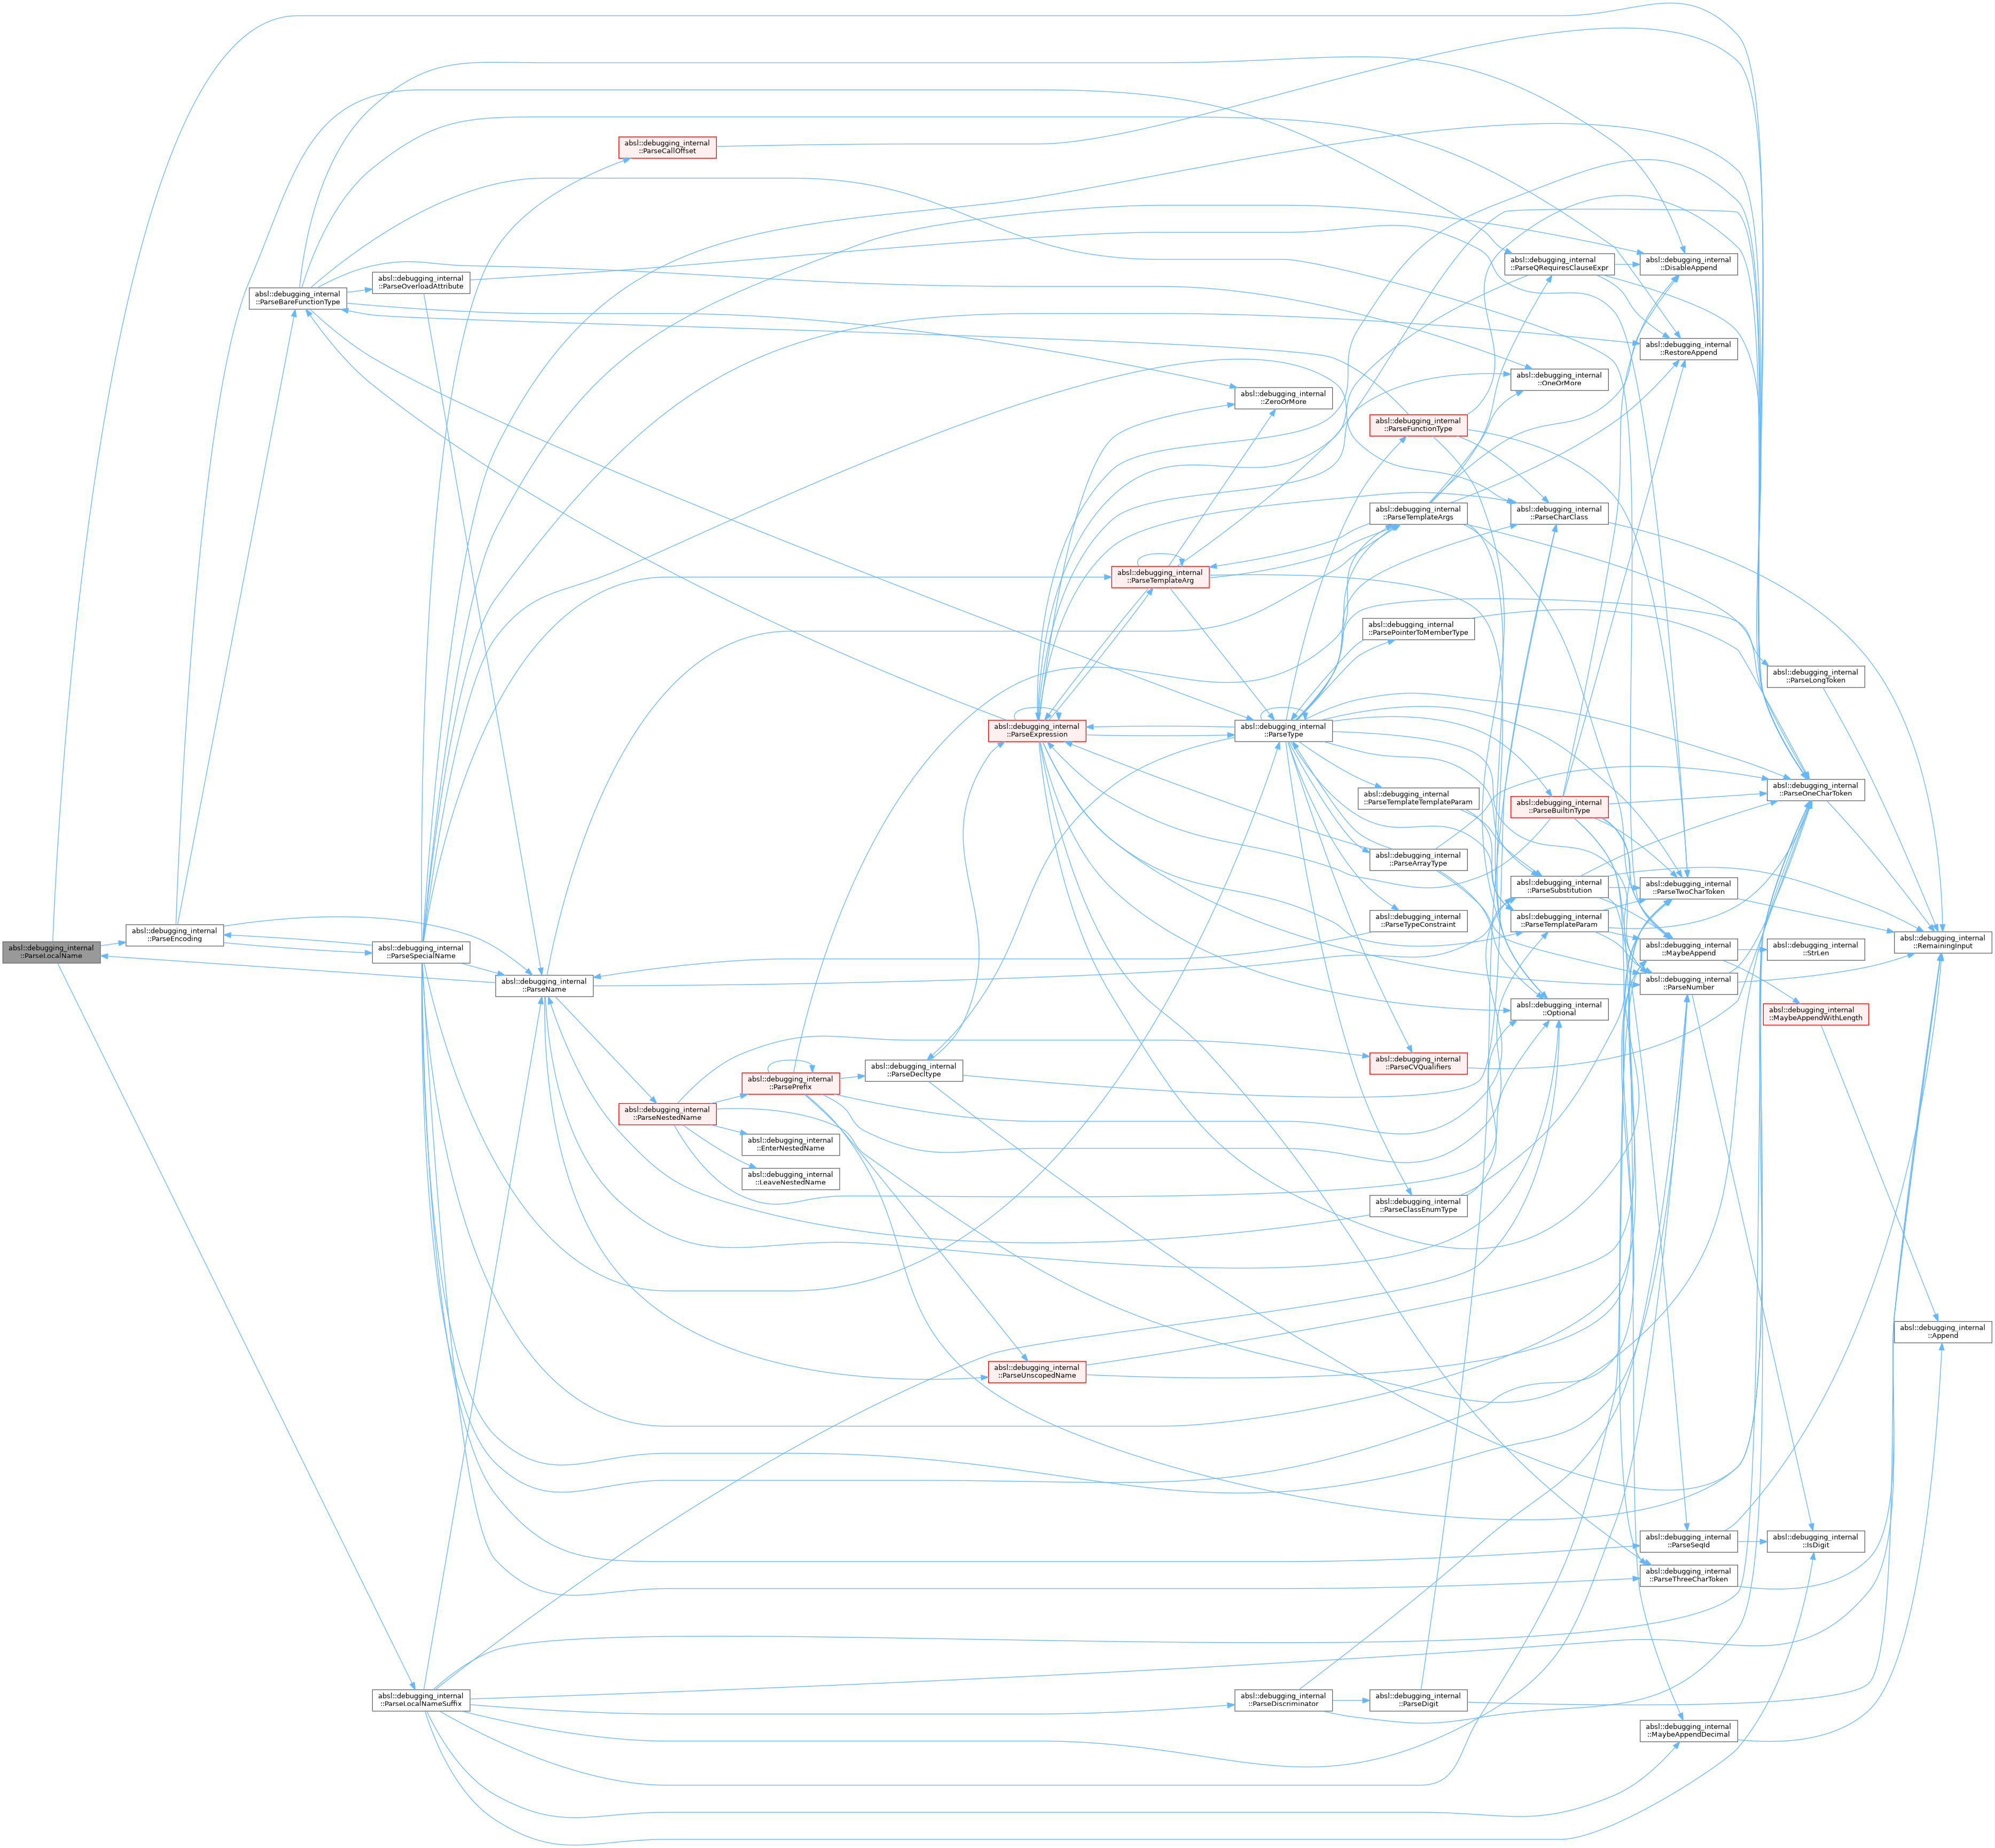 absl::debugging_internal
::ParseLocalName
absl::debugging_internal
::ParseEncoding
absl::debugging_internal
::ParseBareFunctionType
absl::debugging_internal
::ParseOverloadAttribute
absl::debugging_internal
::ParseSpecialName
absl::debugging_internal
::ParseLocalNameSuffix
absl::debugging_internal
::ParseName
absl::debugging_internal
::ParseCallOffset
absl::debugging_internal
::ParseNestedName
absl::debugging_internal
::ParsePrefix
absl::debugging_internal
::EnterNestedName
absl::debugging_internal
::LeaveNestedName
absl::debugging_internal
::ParseDecltype
absl::debugging_internal
::ParseExpression
absl::debugging_internal
::ParseUnscopedName
absl::debugging_internal
::ParseTemplateArg
absl::debugging_internal
::ZeroOrMore
absl::debugging_internal
::ParseType
absl::debugging_internal
::ParseDiscriminator
absl::debugging_internal
::ParseFunctionType
absl::debugging_internal
::ParseTemplateArgs
absl::debugging_internal
::ParsePointerToMemberType
absl::debugging_internal
::ParseTemplateTemplateParam
absl::debugging_internal
::ParseArrayType
absl::debugging_internal
::ParseTypeConstraint
absl::debugging_internal
::ParseClassEnumType
absl::debugging_internal
::ParseDigit
absl::debugging_internal
::ParseQRequiresClauseExpr
absl::debugging_internal
::OneOrMore
absl::debugging_internal
::ParseCharClass
absl::debugging_internal
::ParseBuiltinType
absl::debugging_internal
::ParseSubstitution
absl::debugging_internal
::ParseTemplateParam
absl::debugging_internal
::Optional
absl::debugging_internal
::ParseCVQualifiers
absl::debugging_internal
::DisableAppend
absl::debugging_internal
::RestoreAppend
absl::debugging_internal
::ParseTwoCharToken
absl::debugging_internal
::MaybeAppend
absl::debugging_internal
::ParseNumber
absl::debugging_internal
::ParseSeqId
absl::debugging_internal
::ParseThreeCharToken
absl::debugging_internal
::MaybeAppendDecimal
absl::debugging_internal
::ParseLongToken
absl::debugging_internal
::ParseOneCharToken
absl::debugging_internal
::StrLen
absl::debugging_internal
::MaybeAppendWithLength
absl::debugging_internal
::IsDigit
absl::debugging_internal
::RemainingInput
absl::debugging_internal
::Append